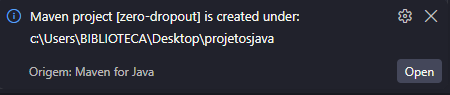 Maven project [zero-dropout] is created under:
c:\Users\BIBLIOTECA\Desktop\projetosjava
Origem: Maven for Java
Open